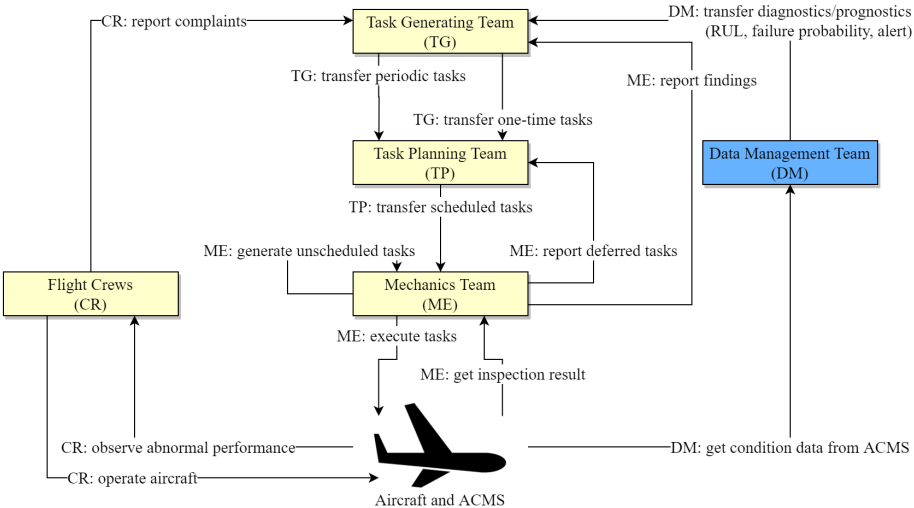 CR: report complaints
Task Generating Team
(TG)
DM: transfer diagnostics/prognostics
(RUL, failure probability, alert)
TG: transfer periodic tasks
ME: report findings
TG: transfer one-time tasks
Task Planning Team
(TP)
Data Management Team
(DM)
TP: transfer scheduled tasks
ME: generate unscheduled tasks
ME: report deferred tasks
Flight Crews
(CR)
Mechanics Team
(ME)
ME: execute tasks
ME: get inspection result
CR: observe abnormal performance
DM: get condition data from ACMS
CR: operate aircraft
Aircraft and ACMS